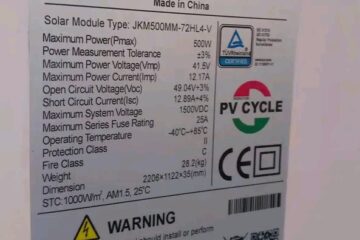 Made in China
Solar Module Type: JKM500MM-72HL4-V
Maximum Power(Pmax) 500W
Power Measurement Tolerance ±3%
Maximum Power Voltage(Vmp) 41.5V
Maximum Power Current(Imp) 12.17A
Open Circuit Voltage(Voc) 49.04V+3%
Short Circuit Current(Isc) 12.89A+4%
Maximum System Voltage 1500VDC
Maximum Series Fuse Rating 25A
Operating Temperature -40℃~+85℃
Protection Class II
Fire Class C
Weight 28.2(kg)
Dimension 2206×1122×35(mm)
STC:1000W/m², AM1.5, 25℃
WARNING
TÜVRheinland
CERTIFIED
PV CYCLE
CE